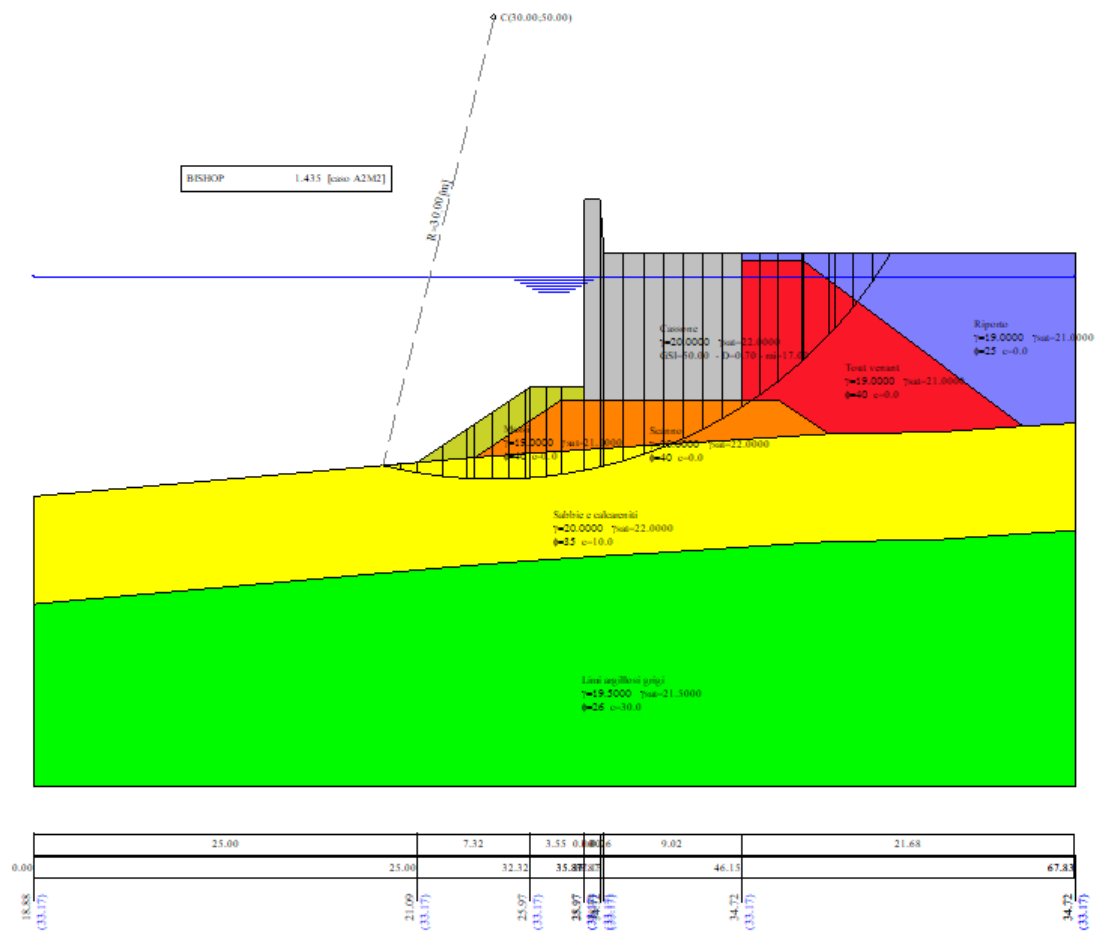 C(30.00;50.00)
R=30.00 [m]
BISHOP 1.435 [caso A2M2]
Cassone
γ=20.0000 γsat=22.0000
GSI=50.00 - D=0.70 - mi=17.00
Riporto
γ=19.0000 γsat=21.0000
ϕ=25 c=0.0
Tout venant
γ=19.0000 γsat=21.0000
ϕ=40 c=0.0
γ=19.0000 γsat=21.0000
ϕ=40 c=0.0
Scanno
γsat=22.0000
ϕ=40 c=0.0
Sabbie e calcareniti
γ=20.0000 γsat=22.0000
ϕ=35 c=10.0
Limi argillosi grigi
γ=19.5000 γsat=21.5000
ϕ=26 c=30.0
25.00 7.32 3.55 9.02 21.68
0.00 25.00 32.32 46.15 67.83
18.88 21.09 25.97 34.72 34.72
(33.17) (33.17) (33.17) (33.17) (33.17)